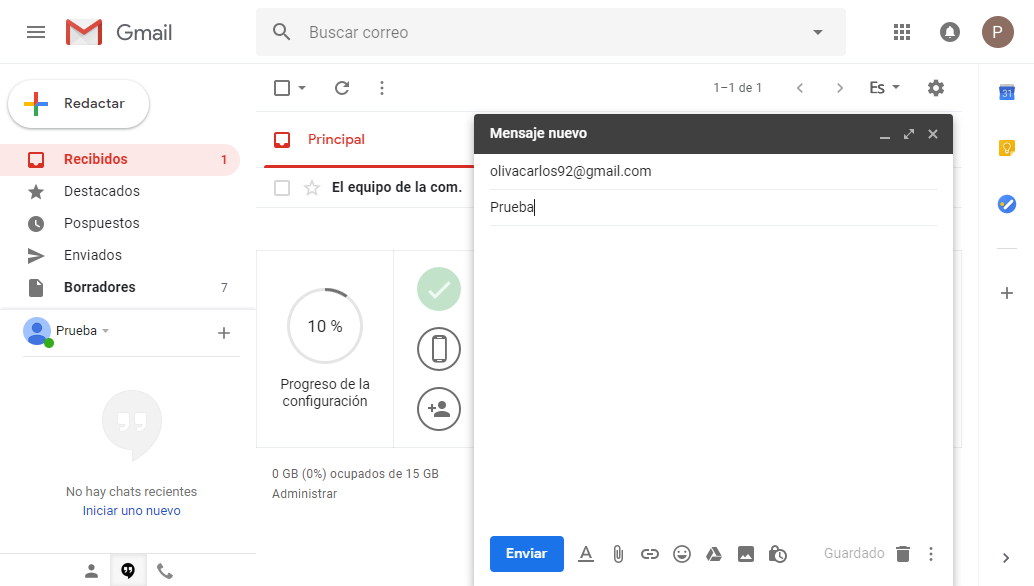 Gmail
Buscar correo
P
Redactar
1–1 de 1
Es
31
Recibidos 1
Destacados
Pospuestos
Enviados
Borradores 7
Principal
El equipo de la com.
Mensaje nuevo
olivacarlos92@gmail.com
Prueba
Prueba
10 %
Progreso de la
configuración
0 GB (0%) ocupados de 15 GB
Administrar
No hay chats recientes
Iniciar uno nuevo
Enviar
Guardado